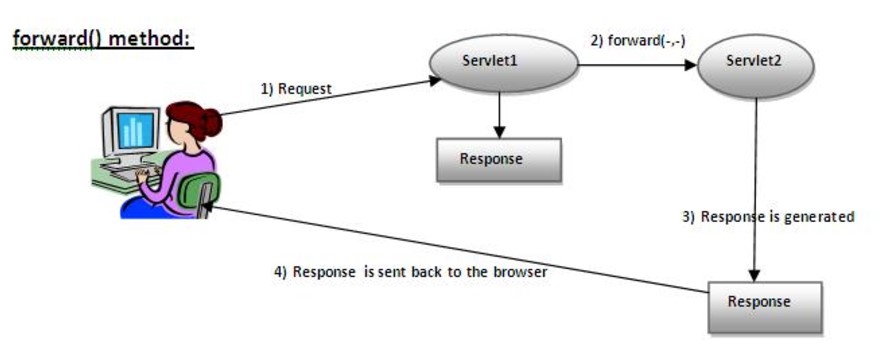 forward() method:
2) forward(-,-)
Servlet1
Servlet2
1) Request
Response
3) Response is generated
4) Response is sent back to the browser
Response